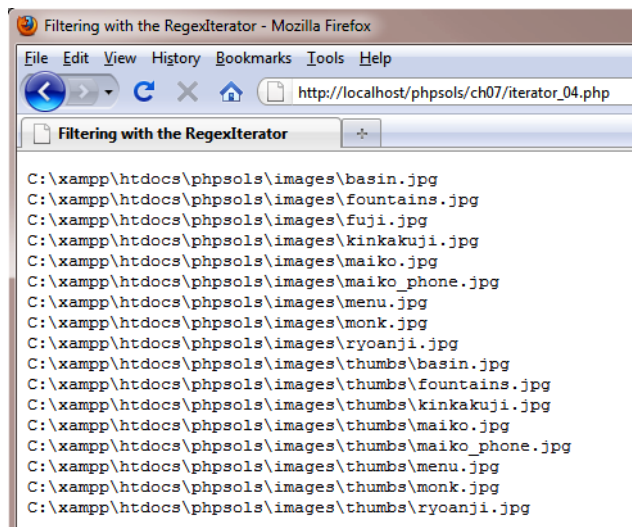 Filtering with the RegexIterator - Mozilla Firefox
File Edit View History Bookmarks Tools Help
http://localhost/phpsols/ch07/iterator_04.php
Filtering with the RegexIterator
C:\xampp\htdocs\phpsols\images\basin.jpg
C:\xampp\htdocs\phpsols\images\fountains.jpg
C:\xampp\htdocs\phpsols\images\fuji.jpg
C:\xampp\htdocs\phpsols\images\kinkakuji.jpg
C:\xampp\htdocs\phpsols\images\maiko.jpg
C:\xampp\htdocs\phpsols\images\maiko_phone.jpg
C:\xampp\htdocs\phpsols\images\menu.jpg
C:\xampp\htdocs\phpsols\images\monk.jpg
C:\xampp\htdocs\phpsols\images\ryoanji.jpg
C:\xampp\htdocs\phpsols\images\thumbs\basin.jpg
C:\xampp\htdocs\phpsols\images\thumbs\fountains.jpg
C:\xampp\htdocs\phpsols\images\thumbs\kinkakuji.jpg
C:\xampp\htdocs\phpsols\images\thumbs\maiko.jpg
C:\xampp\htdocs\phpsols\images\thumbs\maiko_phone.jpg
C:\xampp\htdocs\phpsols\images\thumbs\menu.jpg
C:\xampp\htdocs\phpsols\images\thumbs\monk.jpg
C:\xampp\htdocs\phpsols\images\thumbs\ryoanji.jpg